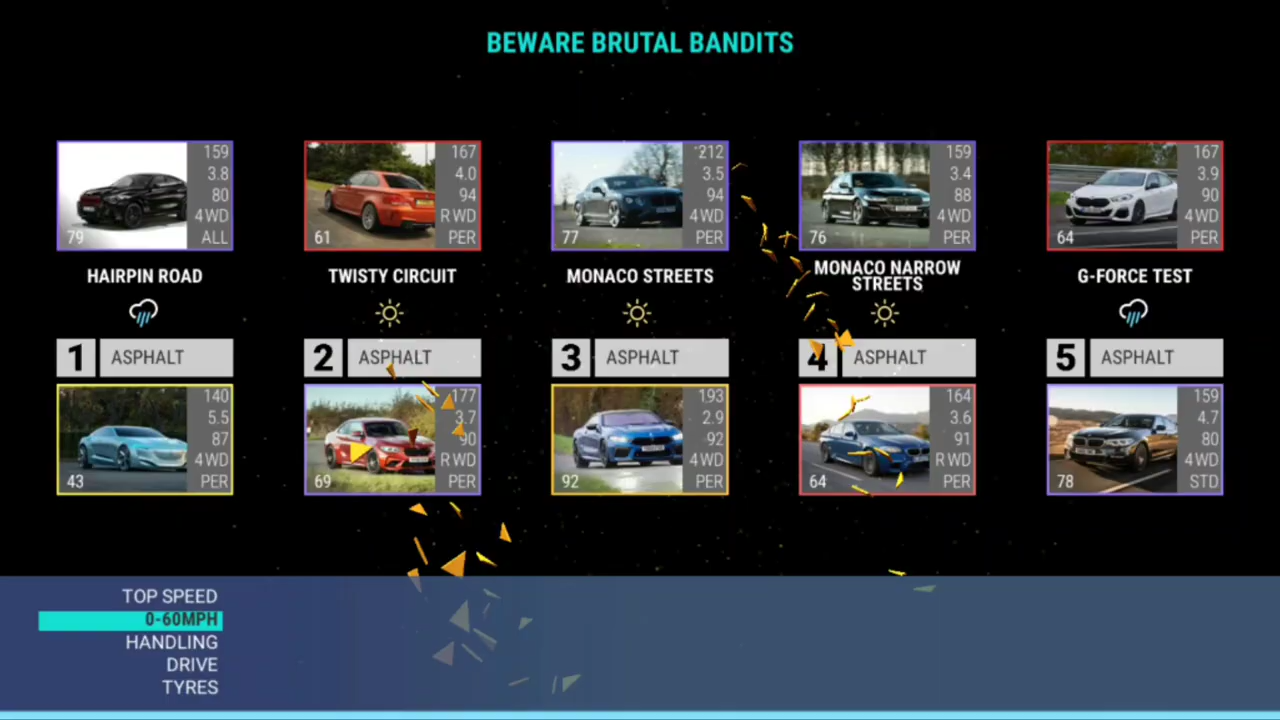 BEWARE BRUTAL BANDITS
159
3.8
80
4WD
ALL
79
HAIRPIN ROAD
1 ASPHALT
140
5.5
87
4WD
PER
43
167
4.0
94
RWD
PER
61
TWISTY CIRCUIT
2 ASPHALT
177
3.7
90
RWD
PER
69
212
3.5
94
4WD
PER
77
MONACO STREETS
3 ASPHALT
193
2.9
92
4WD
PER
92
159
3.4
88
4WD
PER
76
MONACO NARROW
STREETS
4 ASPHALT
164
3.6
91
RWD
PER
64
167
3.9
90
4WD
PER
64
G-FORCE TEST
5 ASPHALT
159
4.7
80
4WD
STD
78
TOP SPEED
0-60MPH
HANDLING
DRIVE
TYRES